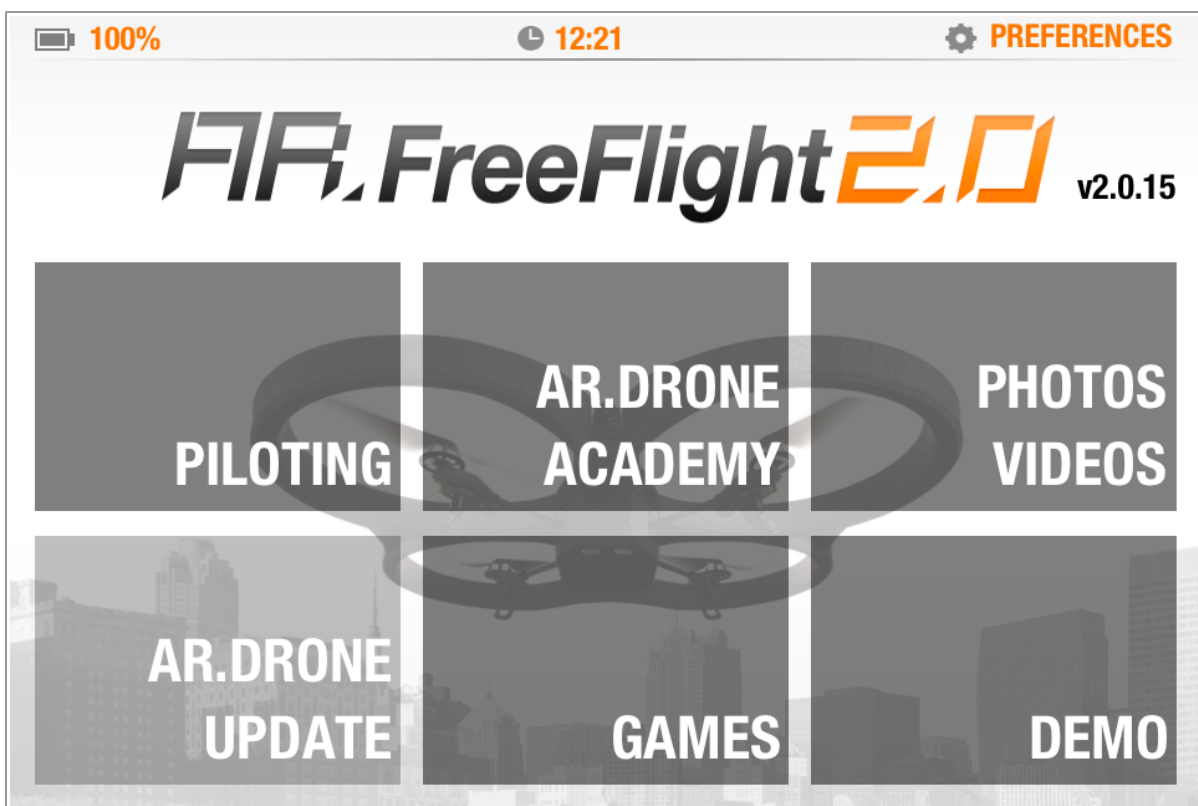 100%
12:21
PREFERENCES
AR.FreeFlight2.0
v2.0.15
PILOTING
AR.DRONE
ACADEMY
PHOTOS
VIDEOS
AR.DRONE
UPDATE
GAMES
DEMO